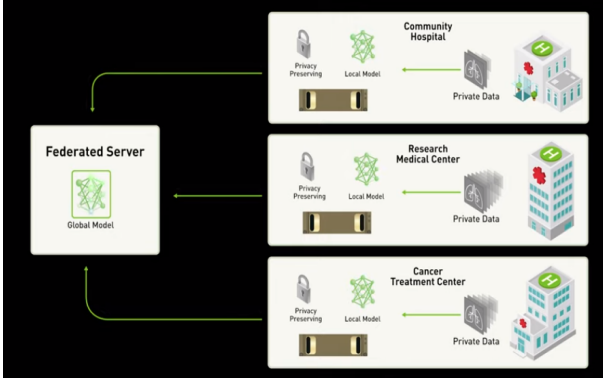 Federated Server
Global Model
Community
Hospital
Privacy
Preserving
Local Model
Private Data
H
Research
Medical Center
Privacy
Preserving
Local Model
Private Data
H
Cancer
Treatment Center
Privacy
Preserving
Local Model
Private Data
H